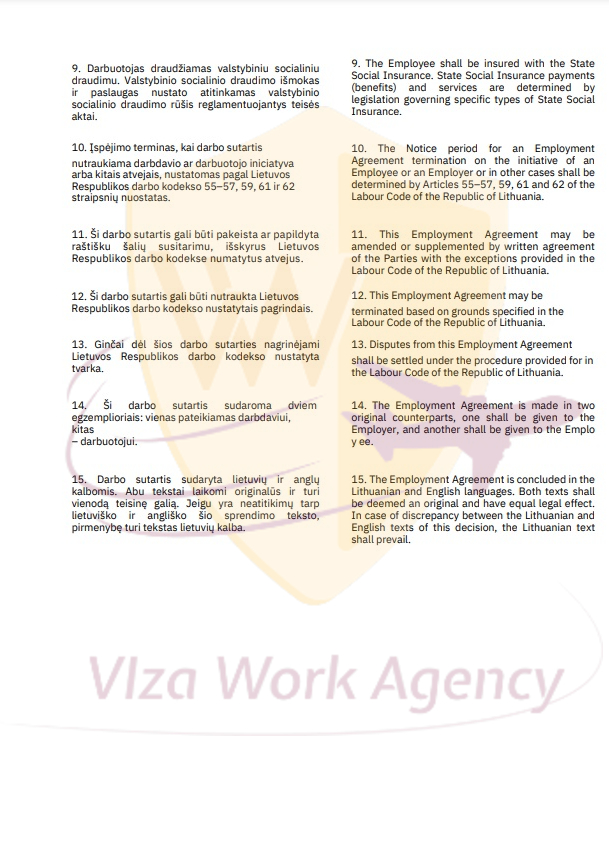 9. Darbuotojas draudžiamas valstybiniu socialiniu
draudimu. Valstybinio socialinio draudimo išmokas
ir paslaugas nustato atitinkamas valstybinio
socialinio draudimo rūšis reglamentuojantys teisės
aktai.
10. Įspėjimo terminas, kai darbo sutartis
nutraukiama darbdavio ar darbuotojo iniciatyva
arba kitais atvejais, nustatomas pagal Lietuvos
Respublikos darbo kodekso 55–57, 59, 61 ir 62
straipsnių nuostatas.
11. Ši darbo sutartis gali būti pakeista ar papildyta
raštišku šalių susitarimu, išskyrus Lietuvos
Respublikos darbo kodekse numatytus atvejus.
12. Ši darbo sutartis gali būti nutraukta Lietuvos
Respublikos darbo kodekso nustatytais pagrindais.
13. Ginčai dėl šios darbo sutarties nagrinėjami
Lietuvos Respublikos darbo kodekso nustatyta
tvarka.
14. Ši darbo sutartis sudaroma dviem
egzemplioriais: vienas pateikiamas darbdaviui,
kitas
– darbuotojui.
15. Darbo sutartis sudaryta lietuvių ir anglų
kalbomis. Abu tekstai laikomi originalūs ir turi
vienodą teisinę galią. Jeigu yra neatitikimų tarp
lietuviško ir angliško šio sprendimo teksto,
pirmenybę turi tekstas lietuvių kalba.
9. The Employee shall be insured with the State
Social Insurance. State Social Insurance payments
(benefits) and services are determined by
legislation governing specific types of State Social
Insurance.
10. The Notice period for an Employment
Agreement termination on the initiative of an
Employee or an Employer or in other cases shall be
determined by Articles 55–57, 59, 61 and 62 of the
Labour Code of the Republic of Lithuania.
11. This Employment Agreement may be
amended or supplemented by written agreement
of the Parties with the exceptions provided in the
Labour Code of the Republic of Lithuania.
12. This Employment Agreement may be
terminated based on grounds specified in the
Labour Code of the Republic of Lithuania.
13. Disputes from this Employment Agreement
shall be settled under the procedure provided for in
the Labour Code of the Republic of Lithuania.
14. The Employment Agreement is made in two
original counterparts, one shall be given to the
Employer, and another shall be given to the Emplo
y ee.
15. The Employment Agreement is concluded in the
Lithuanian and English languages. Both texts shall
be deemed an original and have equal legal effect.
In case of discrepancy between the Lithuanian and
English texts of this decision, the Lithuanian text
shall prevail.
W
VIza Work Agency